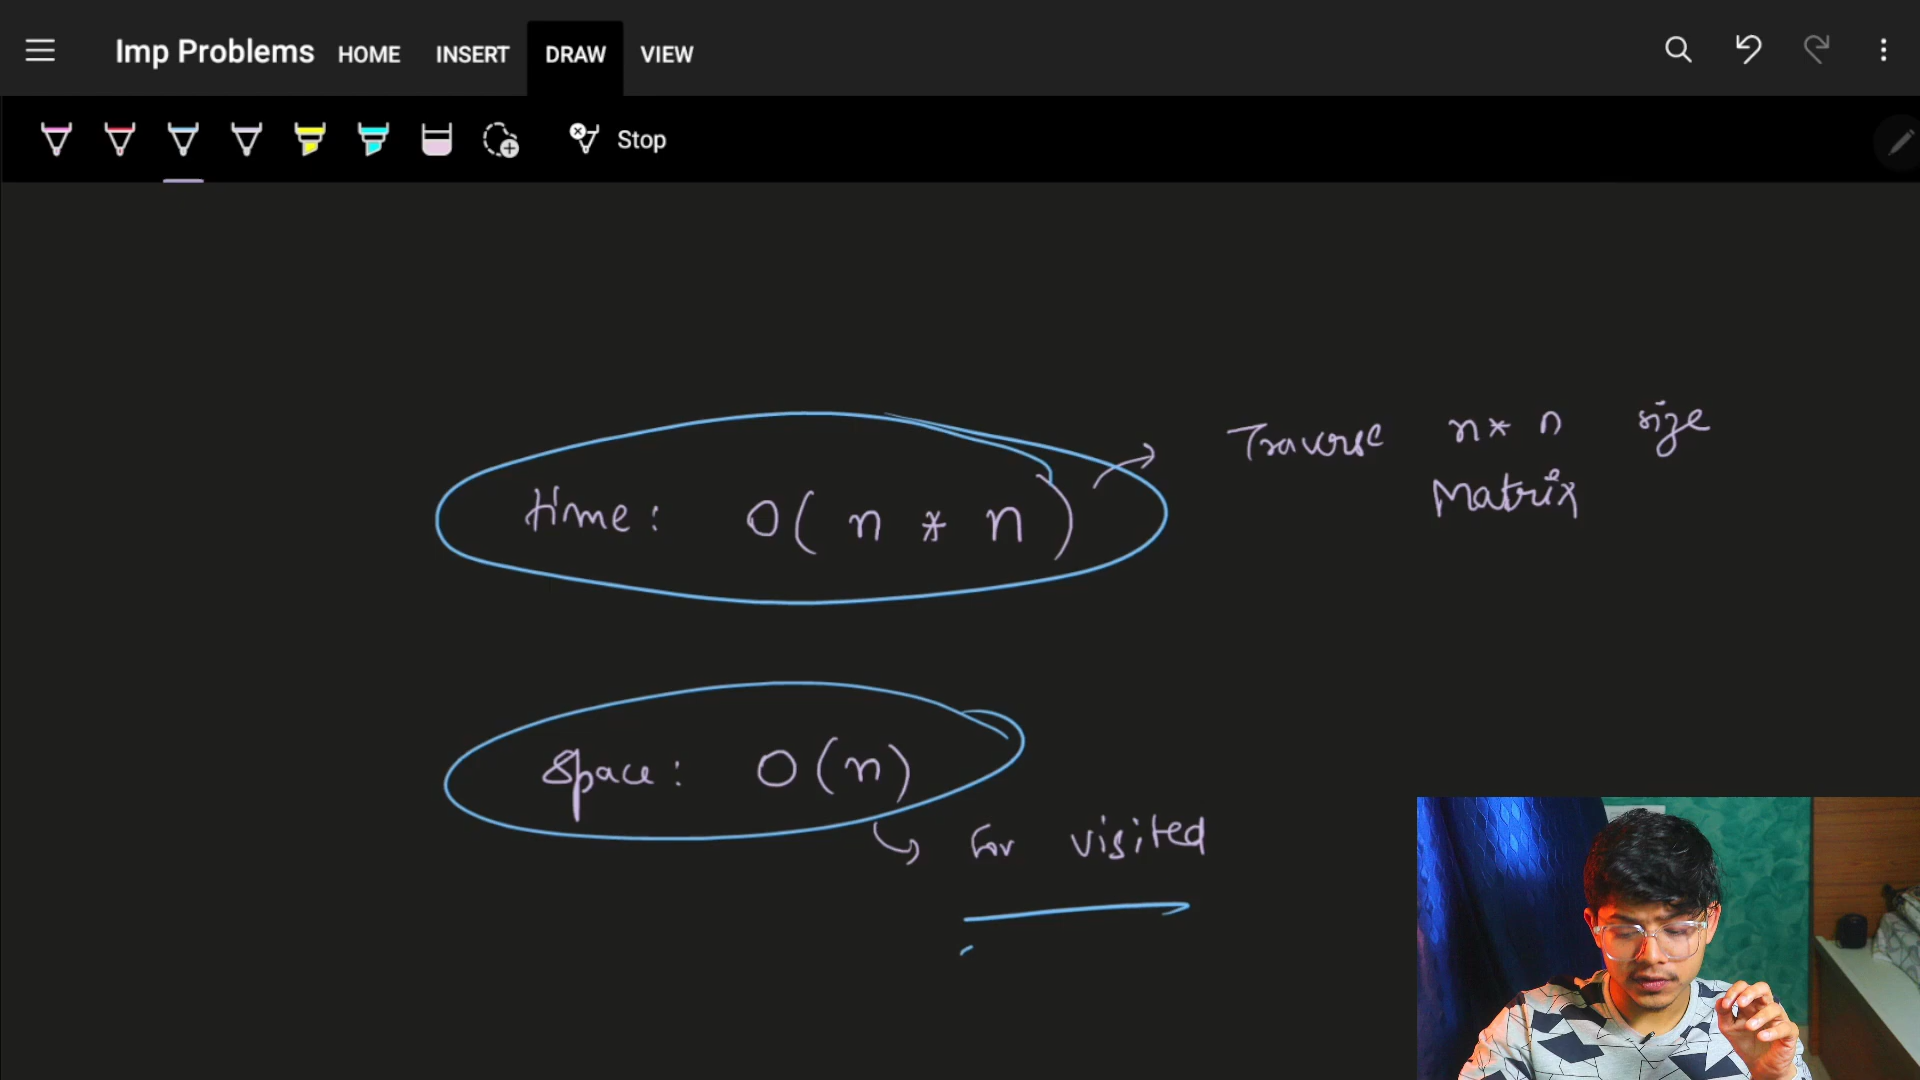 Imp Problems HOME INSERT DRAW VIEW
Stop
Traverse n * n size
Matrix
time: O( n * n )
Space: O(n)
for visited